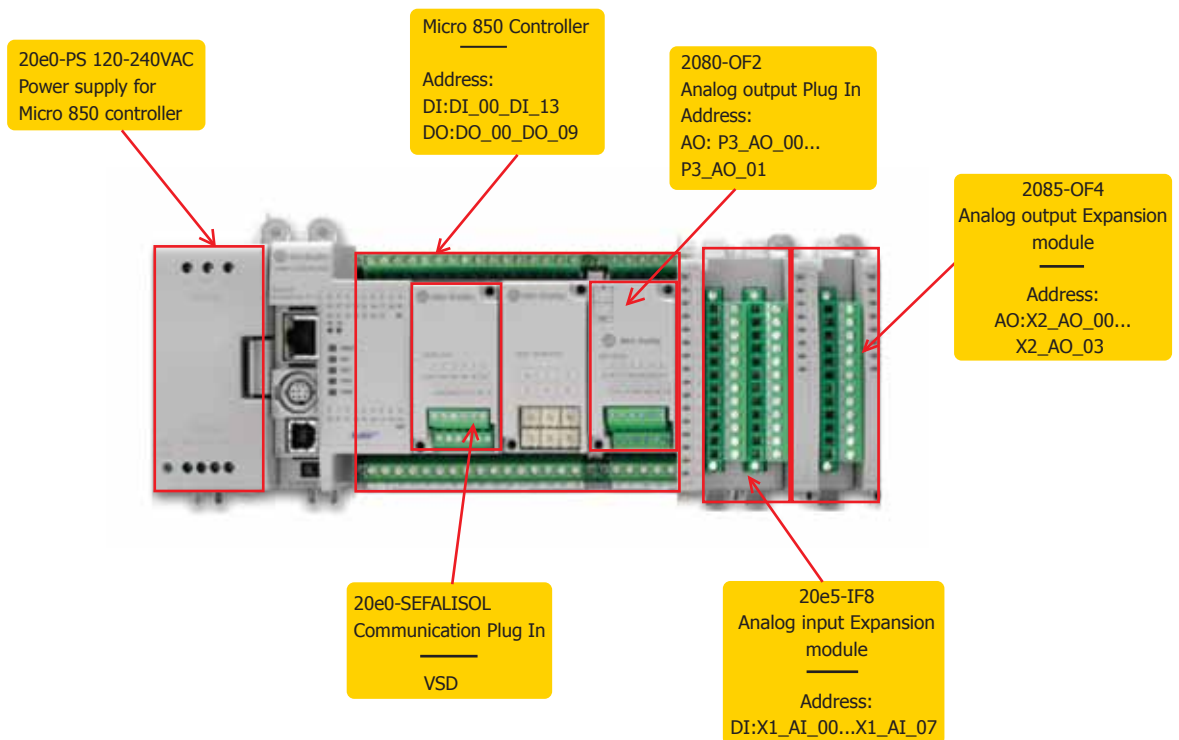 Micro 850 Controller
Address:
DI:DI_00_DI_13
DO:DO_00_DO_09
20e0-PS 120-240VAC
Power supply for
Micro 850 controller
2080-OF2
Analog output Plug In
Address:
AO: P3_AO_00...
P3_AO_01
2085-OF4
Analog output Expansion
module
Address:
AO:X2_AO_00...
X2_AO_03
20e0-SEFALISOL
Communication Plug In
VSD
20e5-IF8
Analog input Expansion
module
Address:
DI:X1_AI_00...X1_AI_07